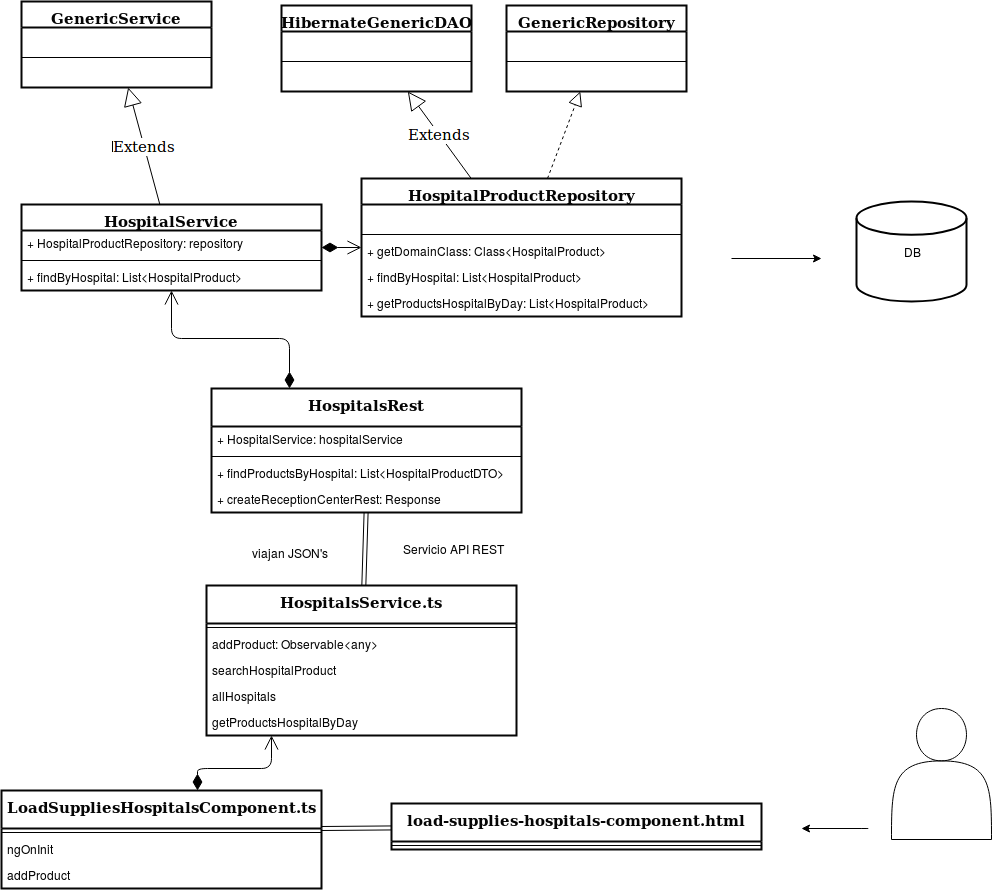 GenericService
HibernateGenericDAO
GenericRepository
Extends
Extends
HospitalService
+ HospitalProductRepository: repository
+ findByHospital: List<HospitalProduct>
HospitalProductRepository
+ getDomainClass: Class<HospitalProduct>
+ findByHospital: List<HospitalProduct>
+ getProductsHospitalByDay: List<HospitalProduct>
DB
HospitalsRest
+ HospitalService: hospitalService
+ findProductsByHospital: List<HospitalProductDTO>
+ createReceptionCenterRest: Response
viajan JSON's
Servicio API REST
HospitalsService.ts
addProduct: Observable<any>
searchHospitalProduct
allHospitals
getProductsHospitalByDay
LoadSuppliesHospitalsComponent.ts
ngOnInit
addProduct
load-supplies-hospitals-component.html